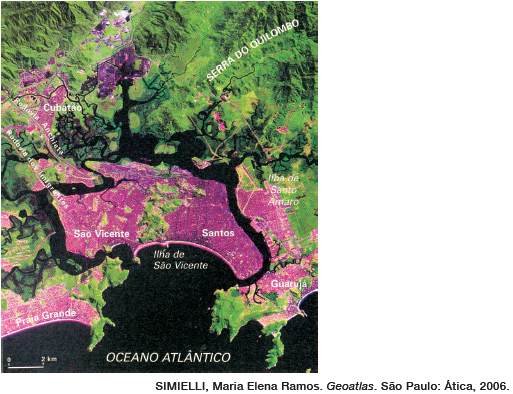 SERRA DO QUILOMBO
Cubatão
Rodovia Anchieta
Rodovia dos Imigrantes
Ilha de
Santo
Amaro
São Vicente
Santos
Ilha de
São Vicente
Guarujá
Praia Grande
0 2 km
OCEANO ATLÂNTICO
SIMIELLI, Maria Elena Ramos. Geoatlas. São Paulo: Ática, 2006.